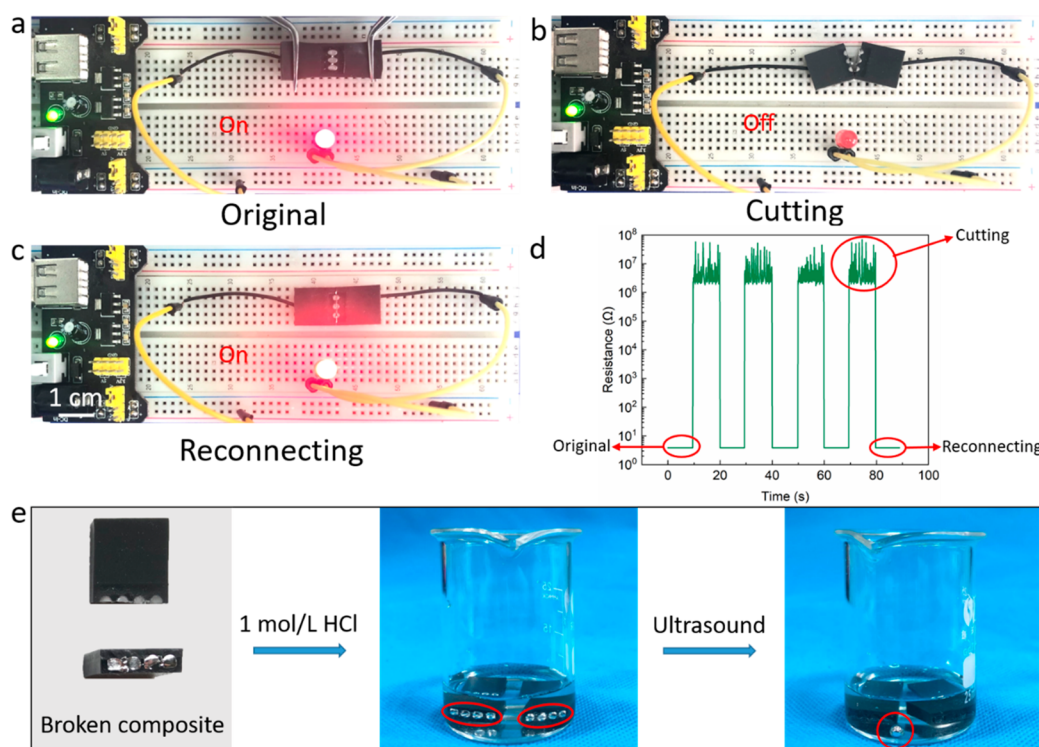 a
On
Original
b
Off
Cutting
c
On
1 cm
Reconnecting
d
Resistance (Ω)
10⁸
10⁷
10⁶
10⁵
10⁴
10³
10²
10¹
10⁰
0
20
40
60
80
100
Time (s)
Cutting
Original
Reconnecting
e
Broken composite
1 mol/L HCl
Ultrasound